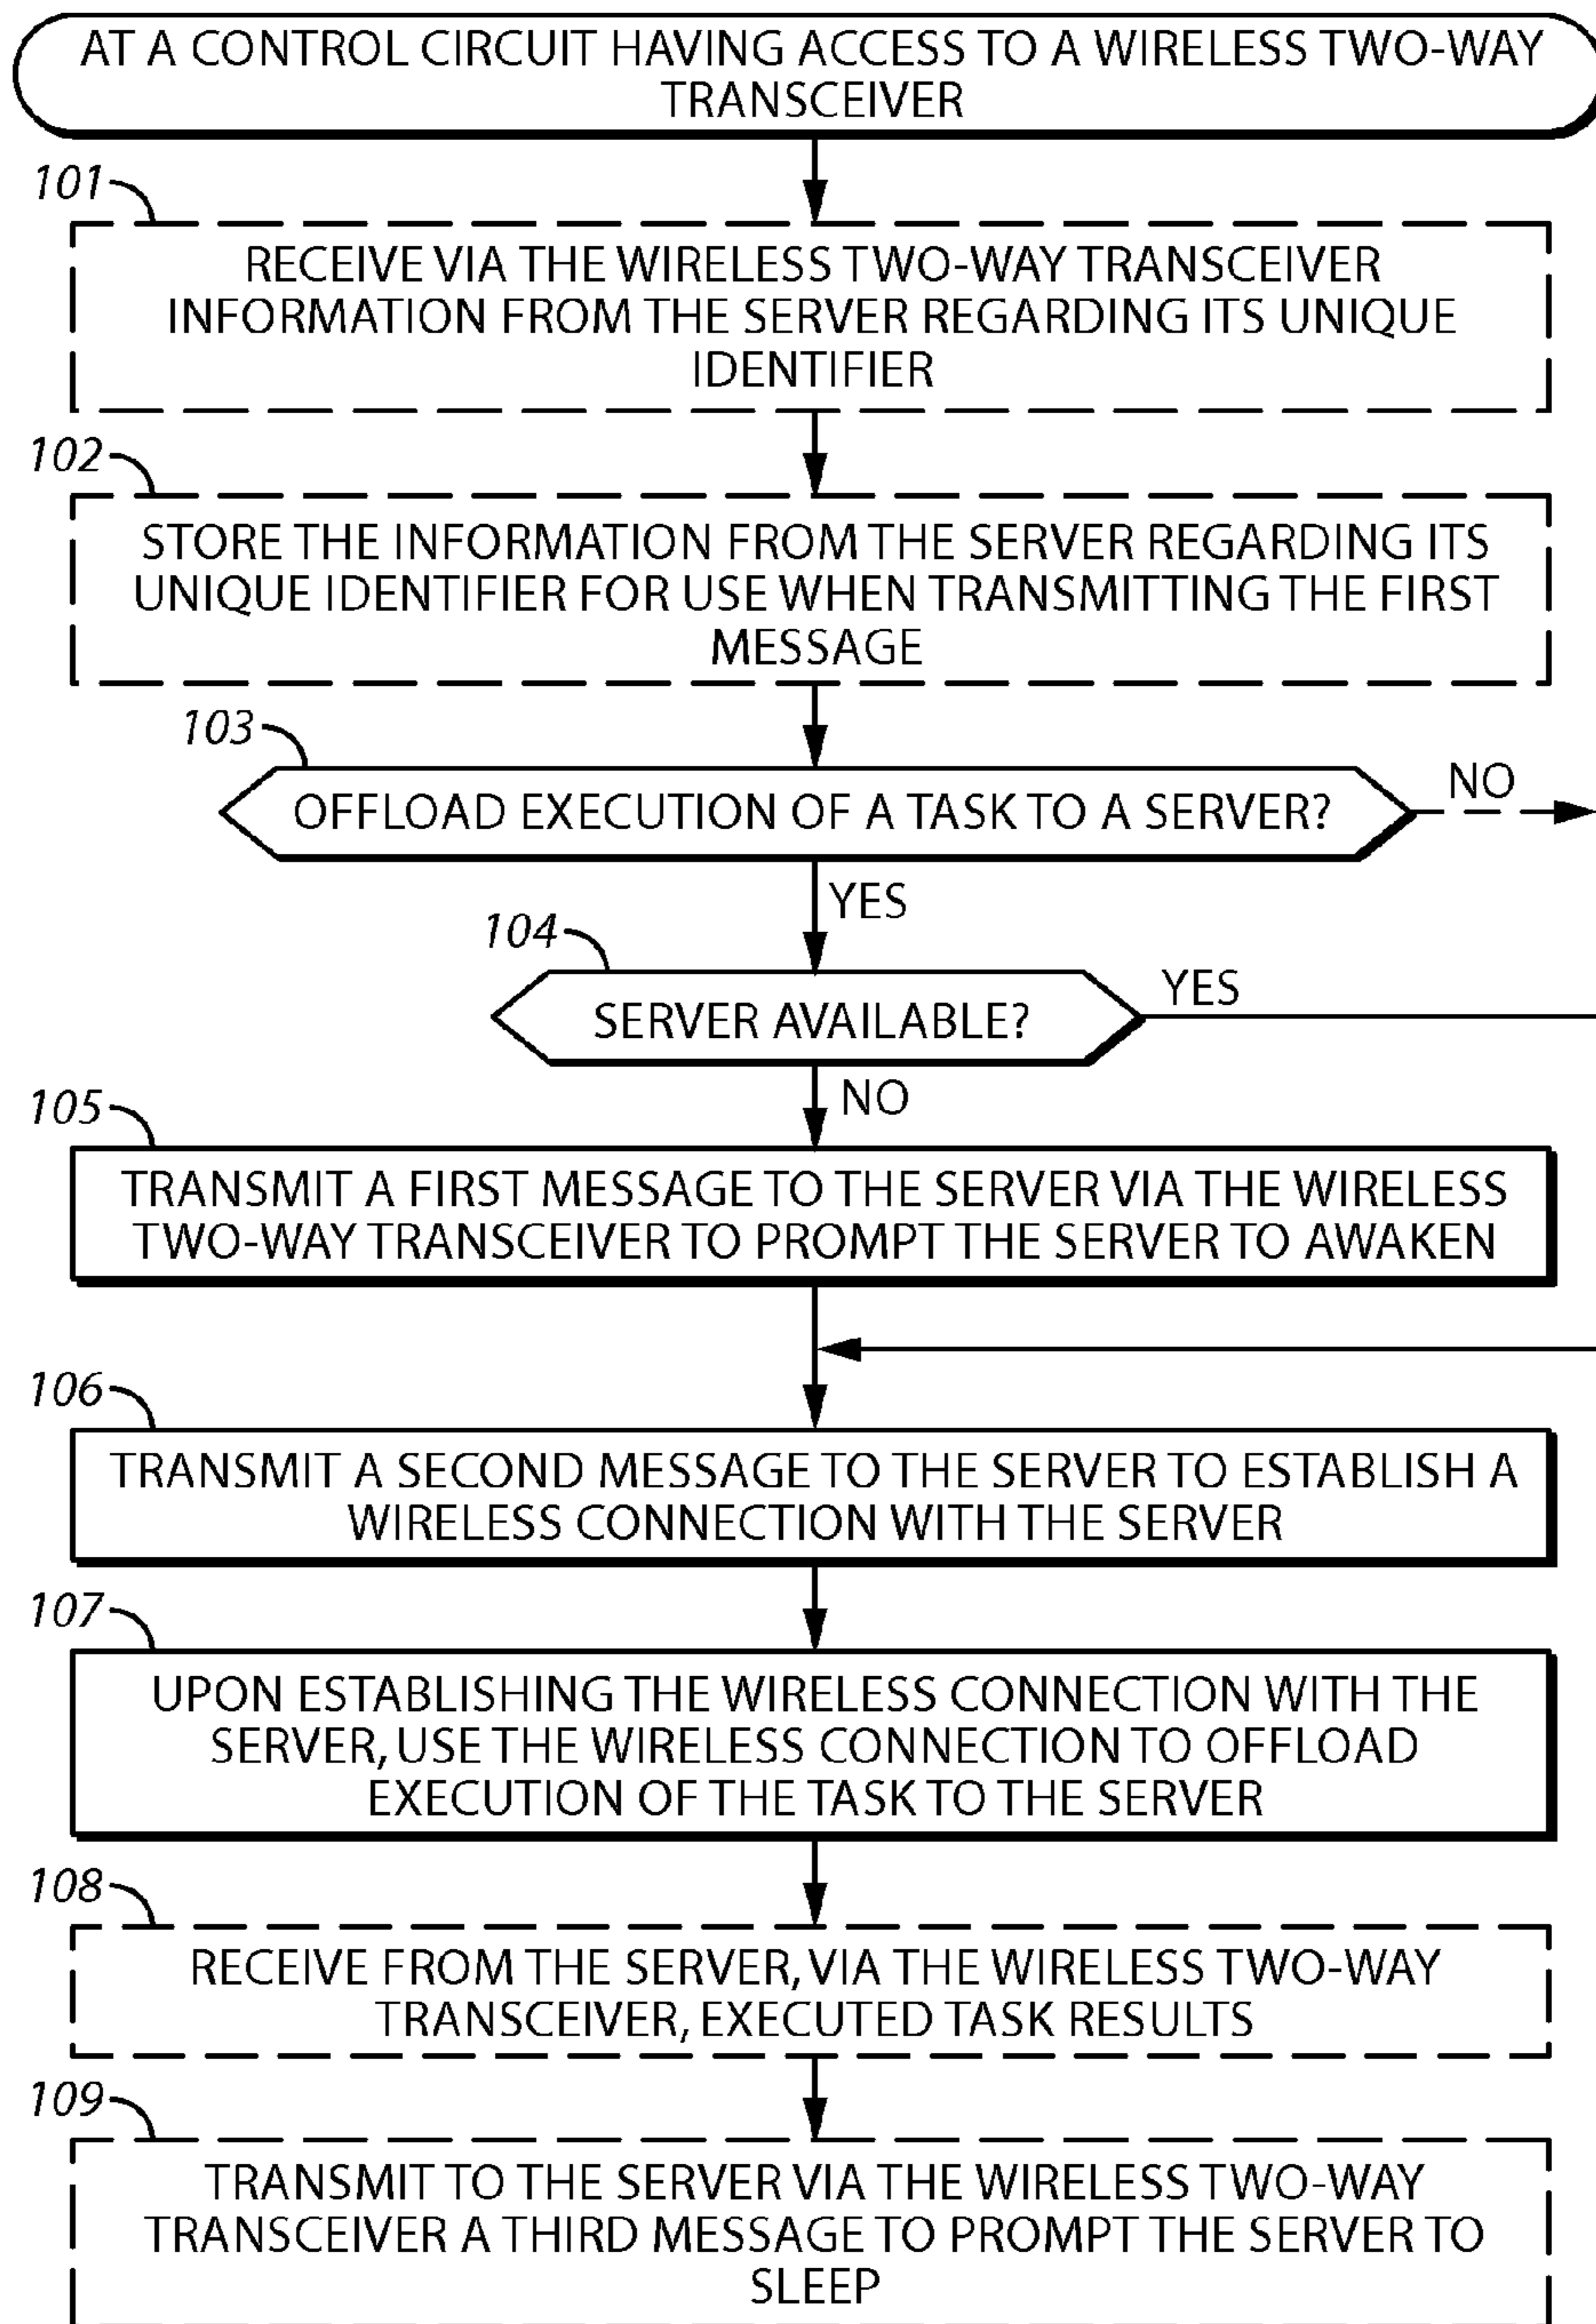 AT A CONTROL CIRCUIT HAVING ACCESS TO A WIRELESS TWO-WAY
TRANSCEIVER
101
RECEIVE VIA THE WIRELESS TWO-WAY TRANSCEIVER
INFORMATION FROM THE SERVER REGARDING ITS UNIQUE
IDENTIFIER
102
STORE THE INFORMATION FROM THE SERVER REGARDING ITS
UNIQUE IDENTIFIER FOR USE WHEN TRANSMITTING THE FIRST
MESSAGE
103
OFFLOAD EXECUTION OF A TASK TO A SERVER?
NO
YES
104
SERVER AVAILABLE?
YES
NO
105
TRANSMIT A FIRST MESSAGE TO THE SERVER VIA THE WIRELESS
TWO-WAY TRANSCEIVER TO PROMPT THE SERVER TO AWAKEN
106
TRANSMIT A SECOND MESSAGE TO THE SERVER TO ESTABLISH A
WIRELESS CONNECTION WITH THE SERVER
107
UPON ESTABLISHING THE WIRELESS CONNECTION WITH THE
SERVER, USE THE WIRELESS CONNECTION TO OFFLOAD
EXECUTION OF THE TASK TO THE SERVER
108
RECEIVE FROM THE SERVER, VIA THE WIRELESS TWO-WAY
TRANSCEIVER, EXECUTED TASK RESULTS
109
TRANSMIT TO THE SERVER VIA THE WIRELESS TWO-WAY
TRANSCEIVER A THIRD MESSAGE TO PROMPT THE SERVER TO
SLEEP